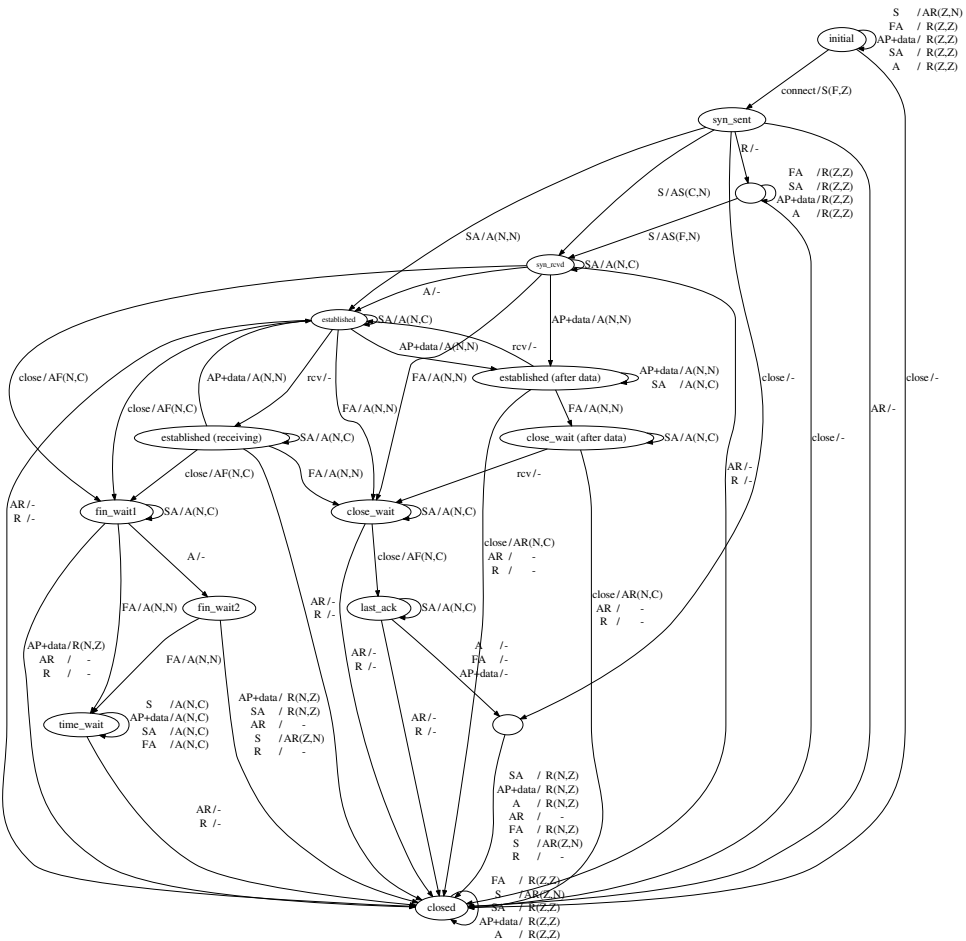 S / AR(Z,N)
FA / R(Z,Z)
AP+data / R(Z,Z)
SA / R(Z,Z)
A / R(Z,Z)
initial
connect / S(F,Z)
syn_sent
R / -
FA / R(Z,Z)
SA / R(Z,Z)
AP+data / R(Z,Z)
A / R(Z,Z)
S / AS(C,N)
S / AS(F,N)
SA / A(N,N)
syn_rcvd
SA / A(N,C)
A / -
established
SA / A(N,C)
AP+data / A(N,N)
AP+data / A(N,N)
rcv / -
close / AF(N,C)
AP+data / A(N,N)
rcv / -
FA / A(N,N)
established (after data)
AP+data / A(N,N)
SA / A(N,C)
close / -
close / -
close / AF(N,C)
FA / A(N,N)
FA / A(N,N)
AR / -
established (receiving)
SA / A(N,C)
close_wait (after data)
SA / A(N,C)
close / -
close / AF(N,C)
FA / A(N,N)
rcv / -
AR / -
R / -
AR / -
R / -
fin_wait1
SA / A(N,C)
close_wait
SA / A(N,C)
A / -
close / AF(N,C)
close / AR(N,C)
AR / -
R / -
FA / A(N,N)
fin_wait2
AR / -
R / -
last_ack
SA / A(N,C)
close / AR(N,C)
AR / -
R / -
AP+data / R(N,Z)
AR / -
R / -
FA / A(N,N)
AR / -
R / -
A / -
FA / -
AP+data / -
time_wait
S / A(N,C)
AP+data / A(N,C)
SA / A(N,C)
FA / A(N,C)
AP+data / R(N,Z)
SA / R(N,Z)
AR / -
S / AR(Z,N)
R / -
AR / -
R / -
AR / -
R / -
SA / R(N,Z)
AP+data / R(N,Z)
A / R(N,Z)
AR / -
FA / R(N,Z)
S / AR(Z,N)
R / -
closed
FA / R(Z,Z)
S / AR(Z,N)
SA / R(Z,Z)
AP+data / R(Z,Z)
A / R(Z,Z)